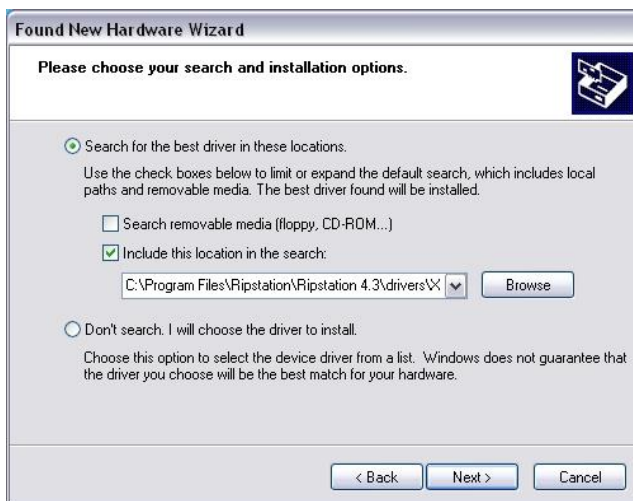 Found New Hardware Wizard
Please choose your search and installation options.
Search for the best driver in these locations.
Use the check boxes below to limit or expand the default search, which includes local
paths and removable media. The best driver found will be installed.
Search removable media (floppy, CD-ROM...)
Include this location in the search:
C:\Program Files\Ripstation\Ripstation 4.3\drivers\X
Browse
Don't search. I will choose the driver to install.
Choose this option to select the device driver from a list. Windows does not guarantee that
the driver you choose will be the best match for your hardware.
< Back
Next >
Cancel